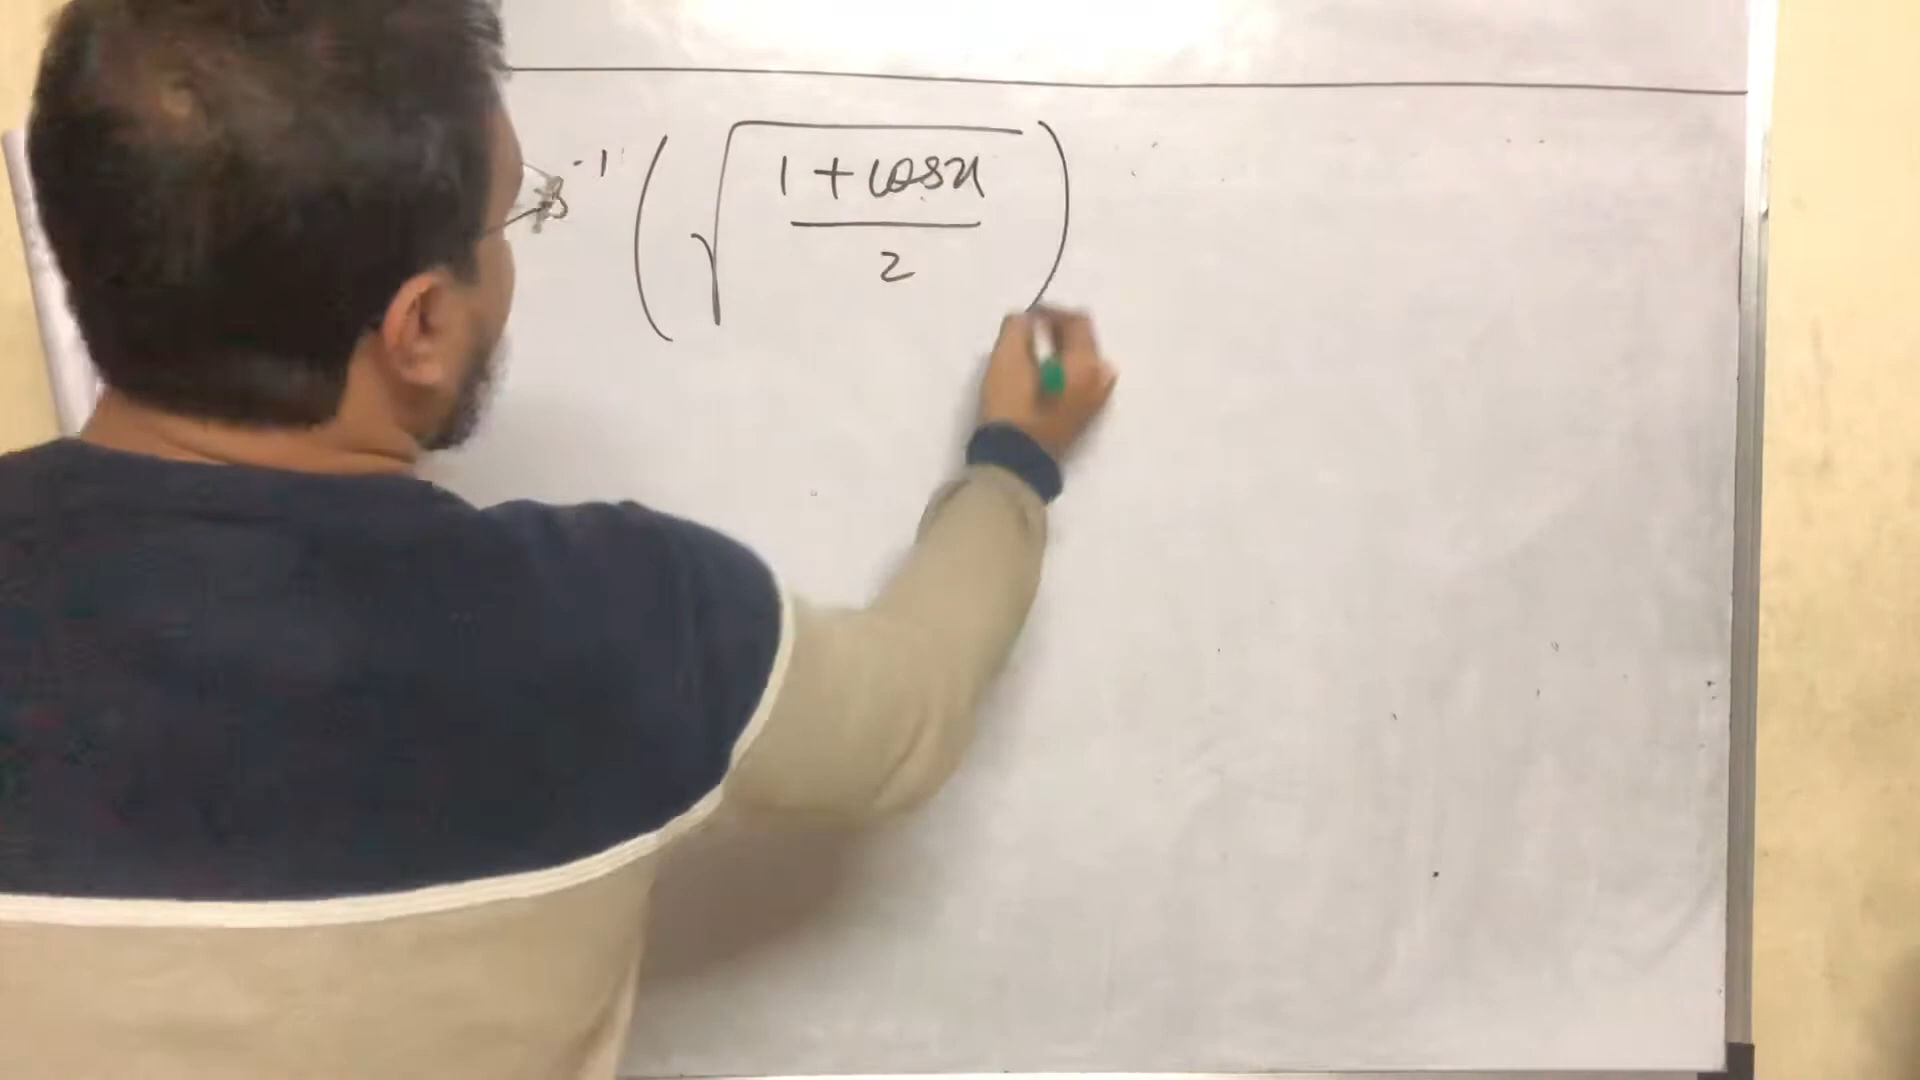 s⁻¹ ( √ (1 + cosx / 2) )